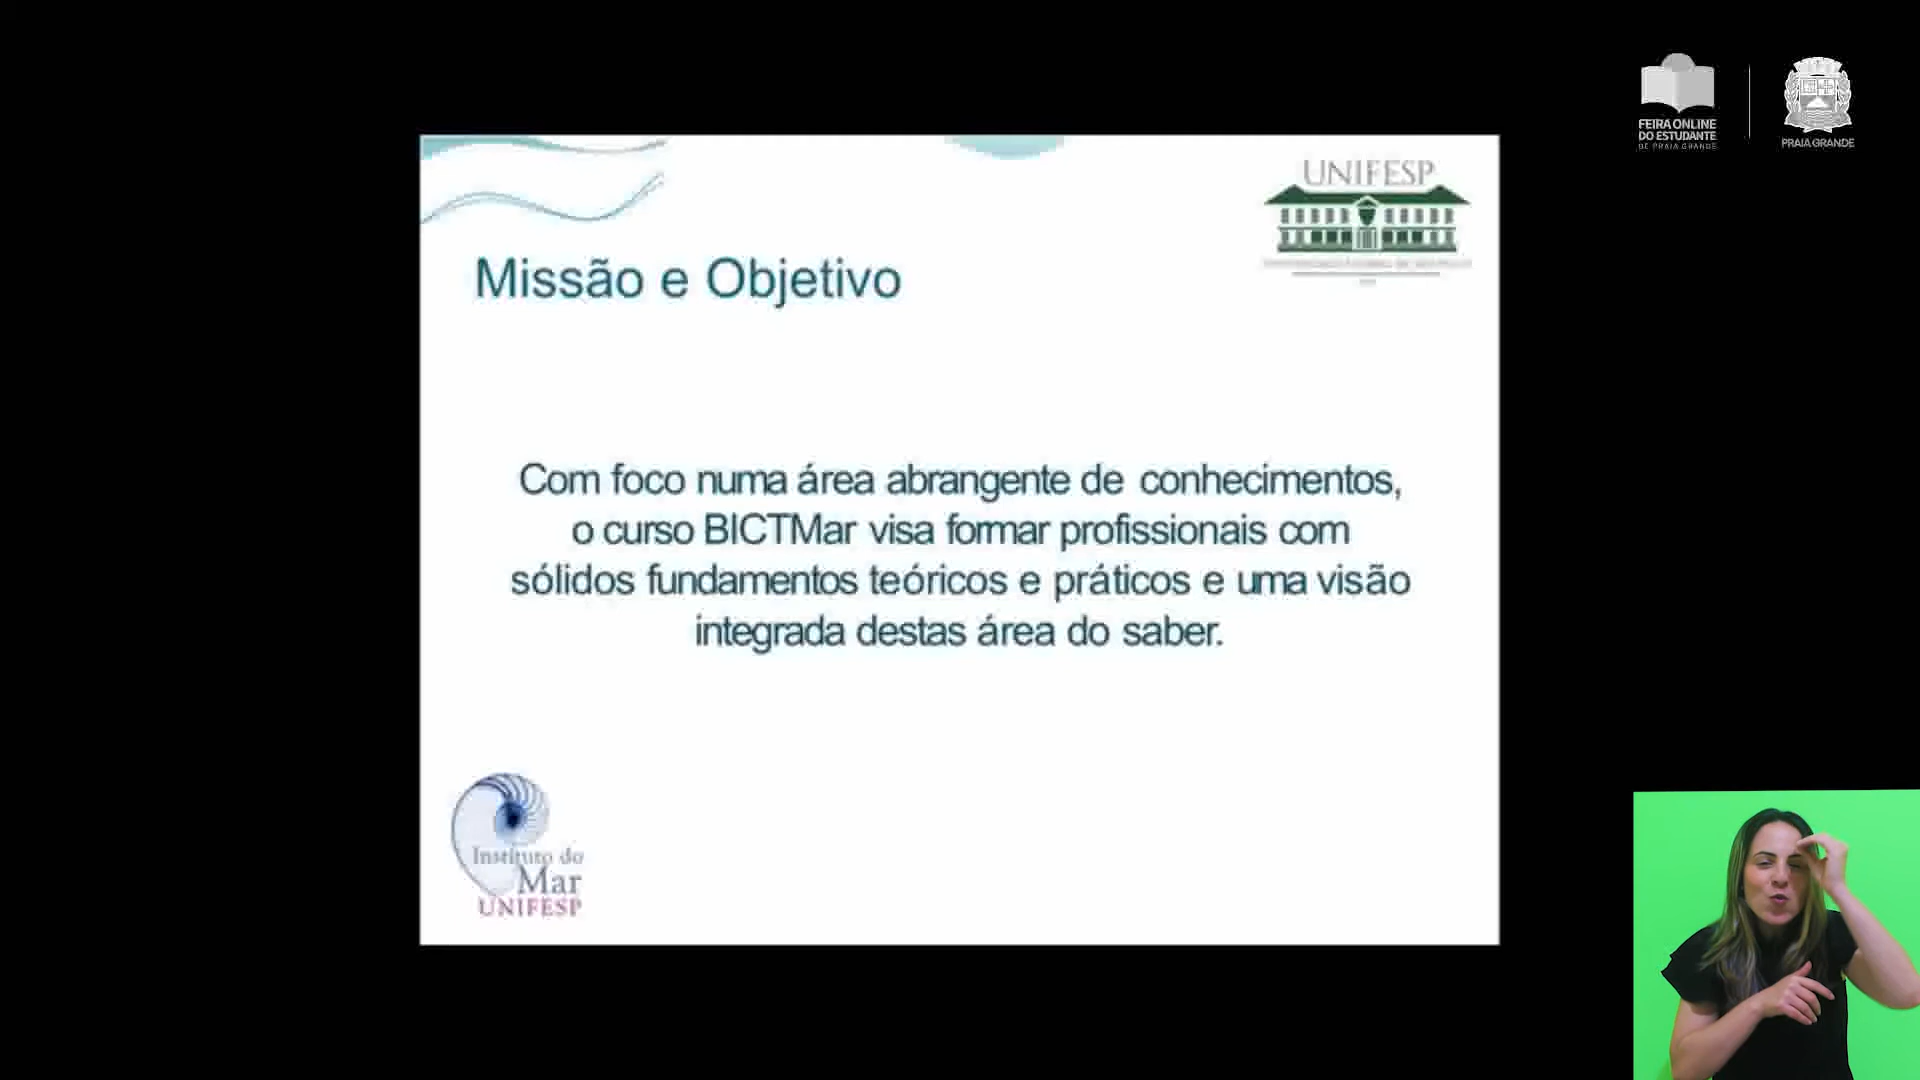 FEIRA ONLINE
DO ESTUDANTE
DE PRAIA GRANDE
PRAIA GRANDE
UNIFESP
Missão e Objetivo
Com foco numa área abrangente de conhecimentos,
o curso BICTMar visa formar profissionais com
sólidos fundamentos teóricos e práticos e uma visão
integrada destas área do saber.
Instituto do
Mar
UNIFESP